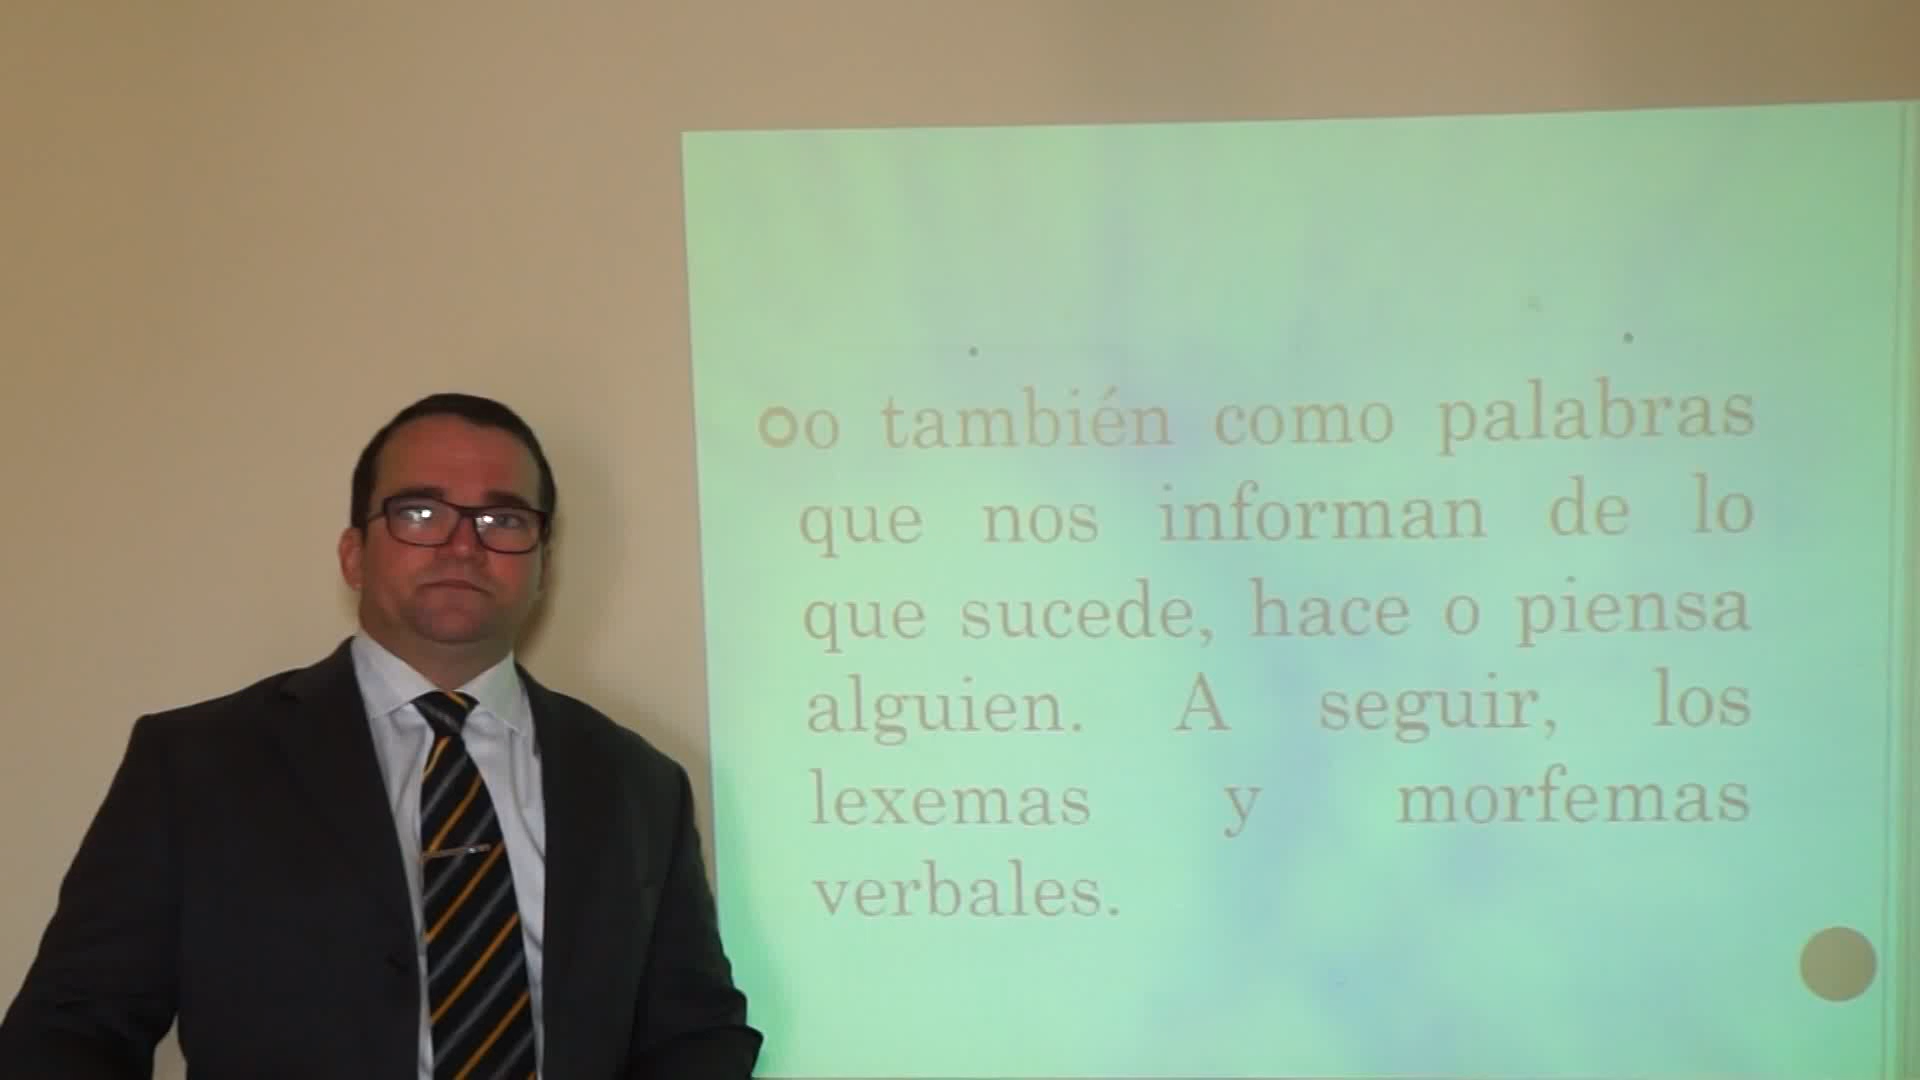 o también como palabras
que nos informan de lo
que sucede, hace o piensa
alguien. A seguir, los
lexemas y morfemas
verbales.